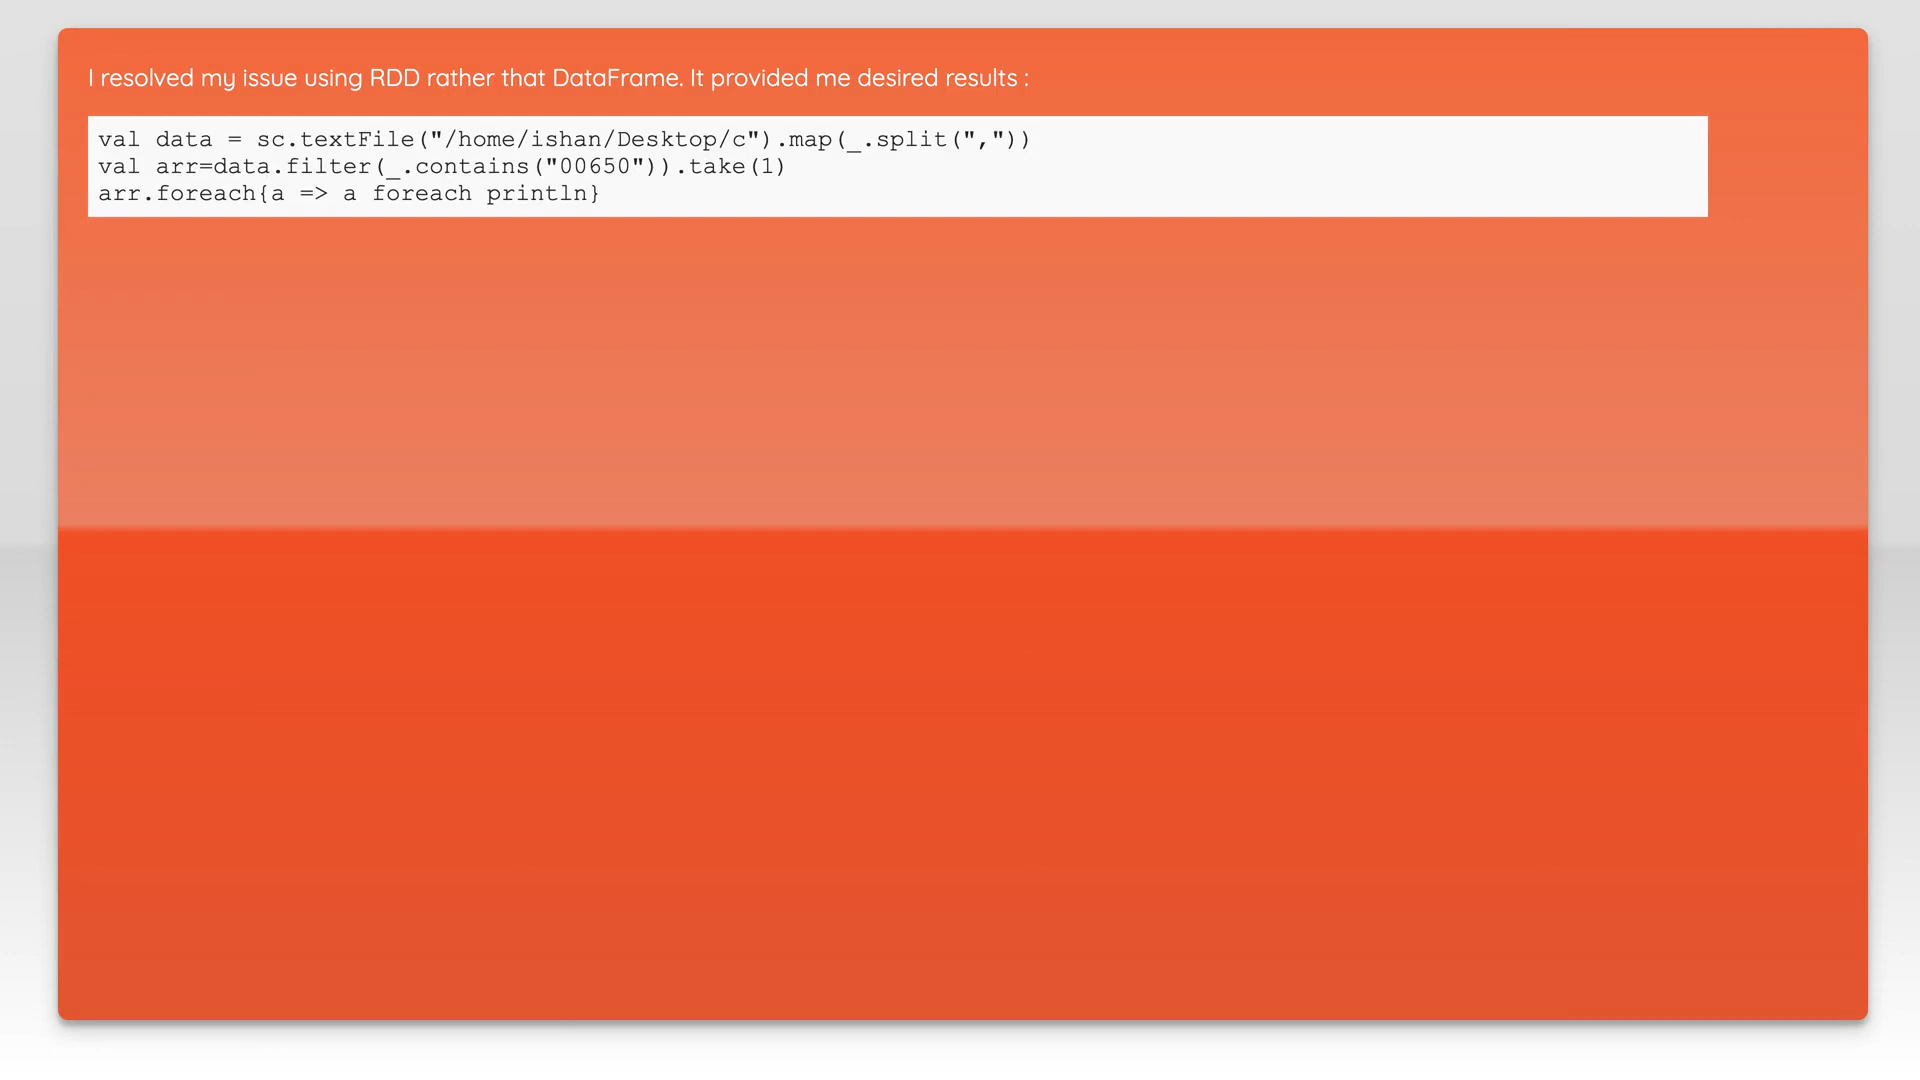 I resolved my issue using RDD rather that DataFrame. It provided me desired results :
val data = sc.textFile("/home/ishan/Desktop/c").map(_.split(","))
val arr=data.filter(_.contains("00650")).take(1)
arr.foreach{a => a foreach println}